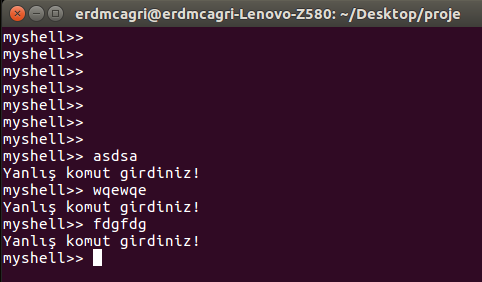 erdmcagri@erdmcagri-Lenovo-Z580: ~/Desktop/proje
myshell>>
myshell>>
myshell>>
myshell>>
myshell>>
myshell>>
myshell>>
myshell>> asdsa
Yanlış komut girdiniz!
myshell>> wqewqe
Yanlış komut girdiniz!
myshell>> fdgfdg
Yanlış komut girdiniz!
myshell>>